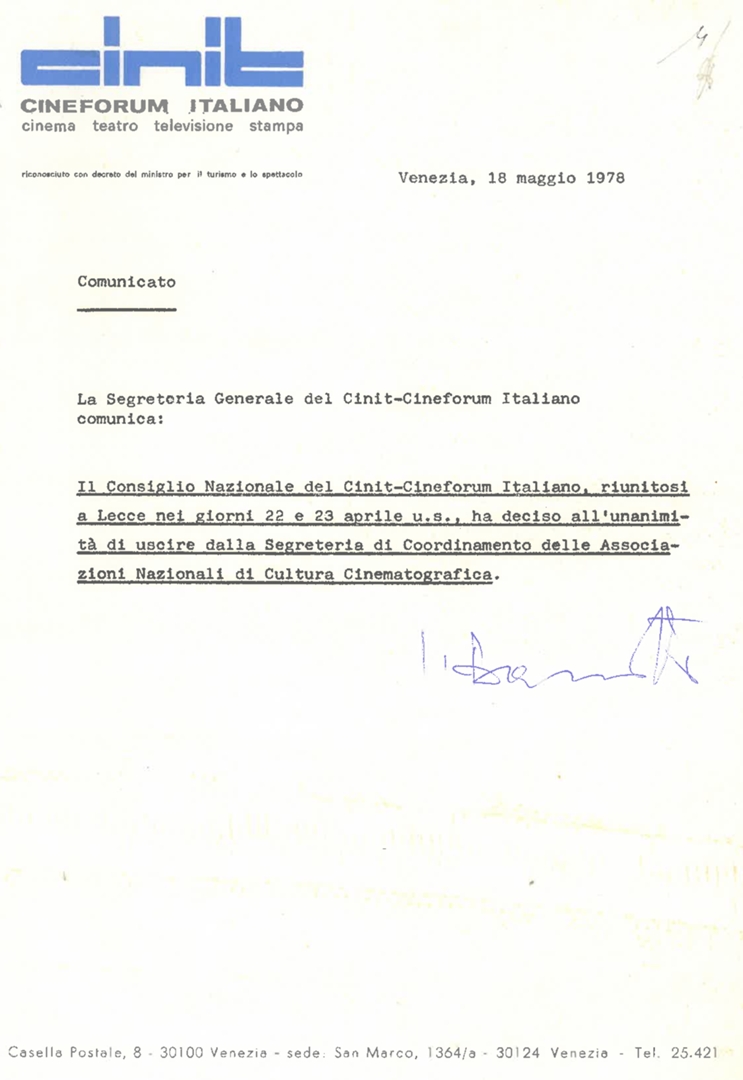 cinit
CINEFORUM ITALIANO
cinema teatro televisione stampa
riconosciuto con decreto del ministro per il turismo e lo spettacolo
Venezia, 18 maggio 1978
Comunicato
La Segreteria Generale del Cinit-Cineforum Italiano
comunica:
Il Consiglio Nazionale del Cinit-Cineforum Italiano, riunitosi
a Lecce nei giorni 22 e 23 aprile u.s., ha deciso all'unanimi-
tà di uscire dalla Segreteria di Coordinamento delle Associa-
zioni Nazionali di Cultura Cinematografica.
Casella Postale, 8 - 30100 Venezia - sede: San Marco, 1364/a - 30124 Venezia - Tel. 25.421